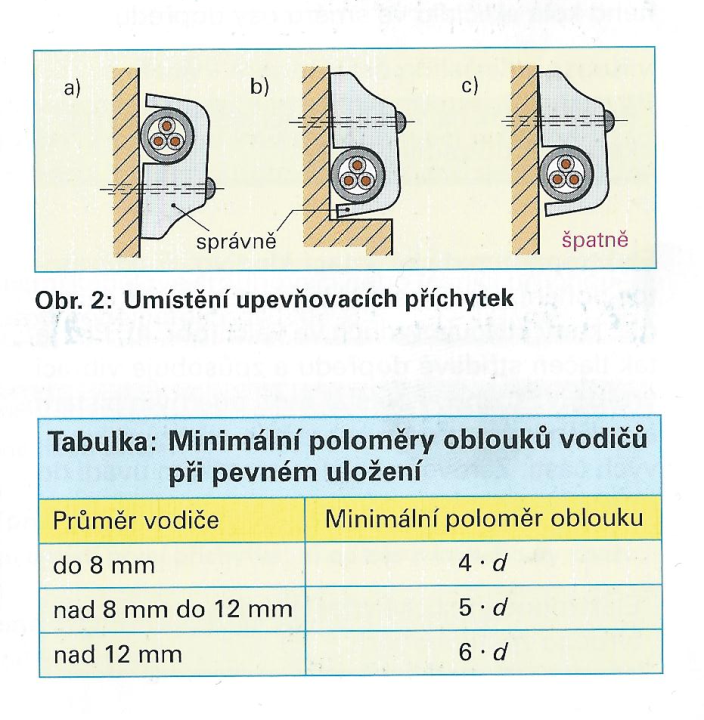 a) b) c)
správně
špatně
Obr. 2: Umístění upevňovacích příchytek
Tabulka: Minimální poloměry oblouků vodičů
při pevném uložení
Průměr vodiče Minimální poloměr oblouku
do 8 mm 4 · d
nad 8 mm do 12 mm 5 · d
nad 12 mm 6 · d